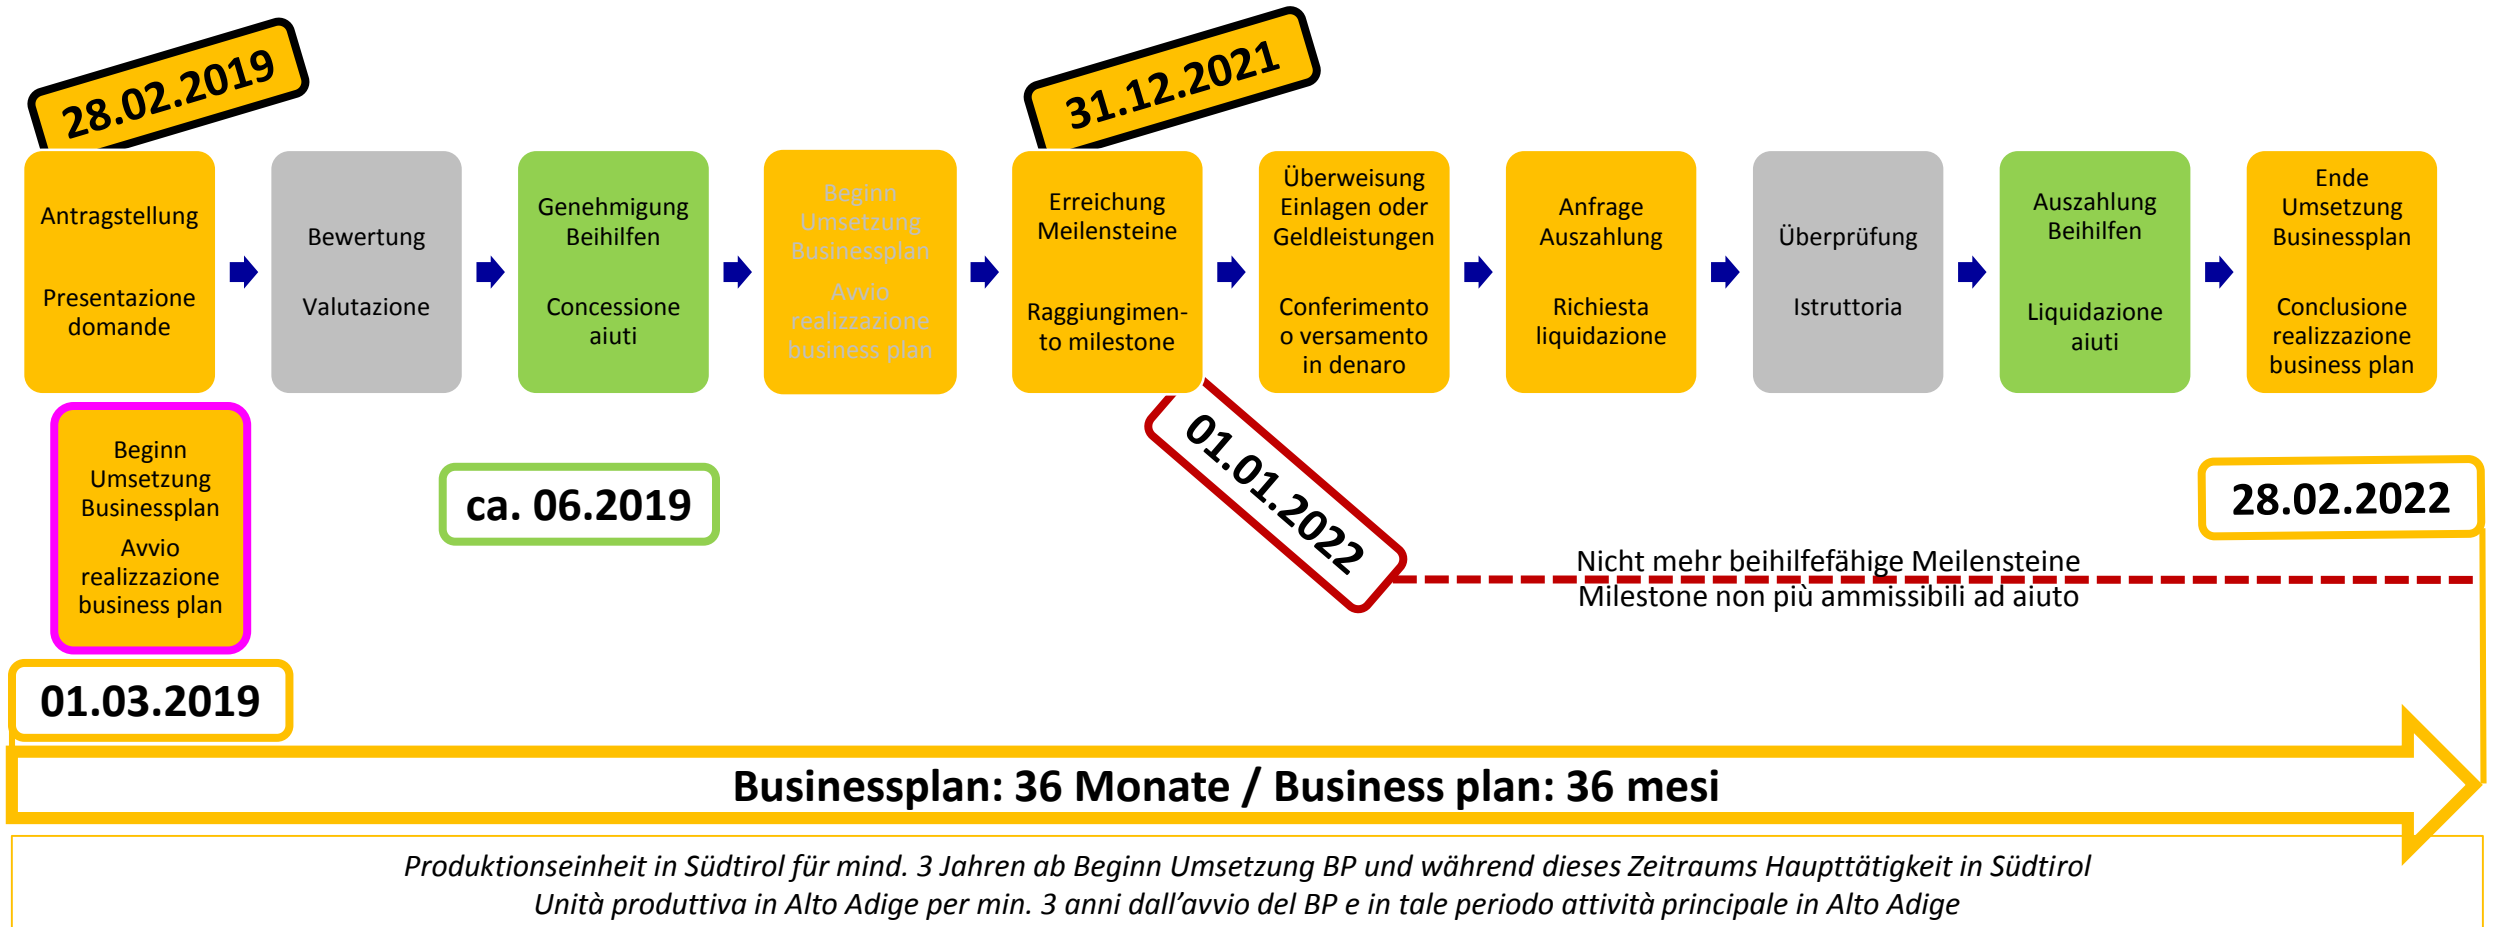 28.02.2019
31.12.2021
Antragstellung
Presentazione
domande
Bewertung
Valutazione
Genehmigung
Beihilfen
Concessione
aiuti
Beginn
Umsetzung
Businessplan
Avvio
realizzazione
business plan
Erreichung
Meilensteine
Raggiungimen-
to milestone
Überweisung
Einlagen oder
Geldleistungen
Conferimento
o versamento
in denaro
Anfrage
Auszahlung
Richiesta
liquidazione
Überprüfung
Istruttoria
Auszahlung
Beihilfen
Liquidazione
aiuti
Ende
Umsetzung
Businessplan
Conclusione
realizzazione
business plan
Beginn
Umsetzung
Businessplan
Avvio
realizzazione
business plan
ca. 06.2019
01.01.2022
28.02.2022
Nicht mehr beihilfefähige Meilensteine
Milestone non più ammissibili ad aiuto
01.03.2019
Businessplan: 36 Monate / Business plan: 36 mesi
Produktionseinheit in Südtirol für mind. 3 Jahren ab Beginn Umsetzung BP und während dieses Zeitraums Haupttätigkeit in Südtirol
Unità produttiva in Alto Adige per min. 3 anni dall'avvio del BP e in tale periodo attività principale in Alto Adige